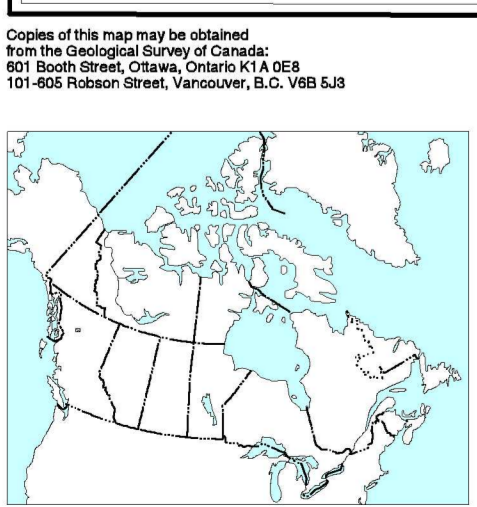 Copies of this map may be obtained
from the Geological Survey of Canada:
601 Booth Street, Ottawa, Ontario K1A 0E8
101-605 Robson Street, Vancouver, B.C. V6B 5J3